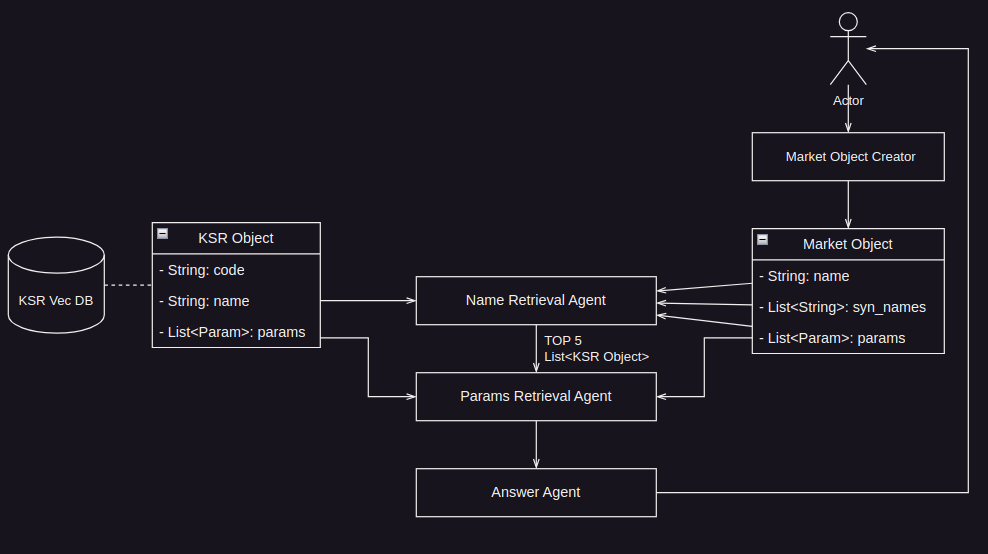 Actor
Market Object Creator
KSR Vec DB
KSR Object
- String: code
- String: name
- List<Param>: params
Name Retrieval Agent
TOP 5
List<KSR Object>
Params Retrieval Agent
Answer Agent
Market Object
- String: name
- List<String>: syn_names
- List<Param>: params